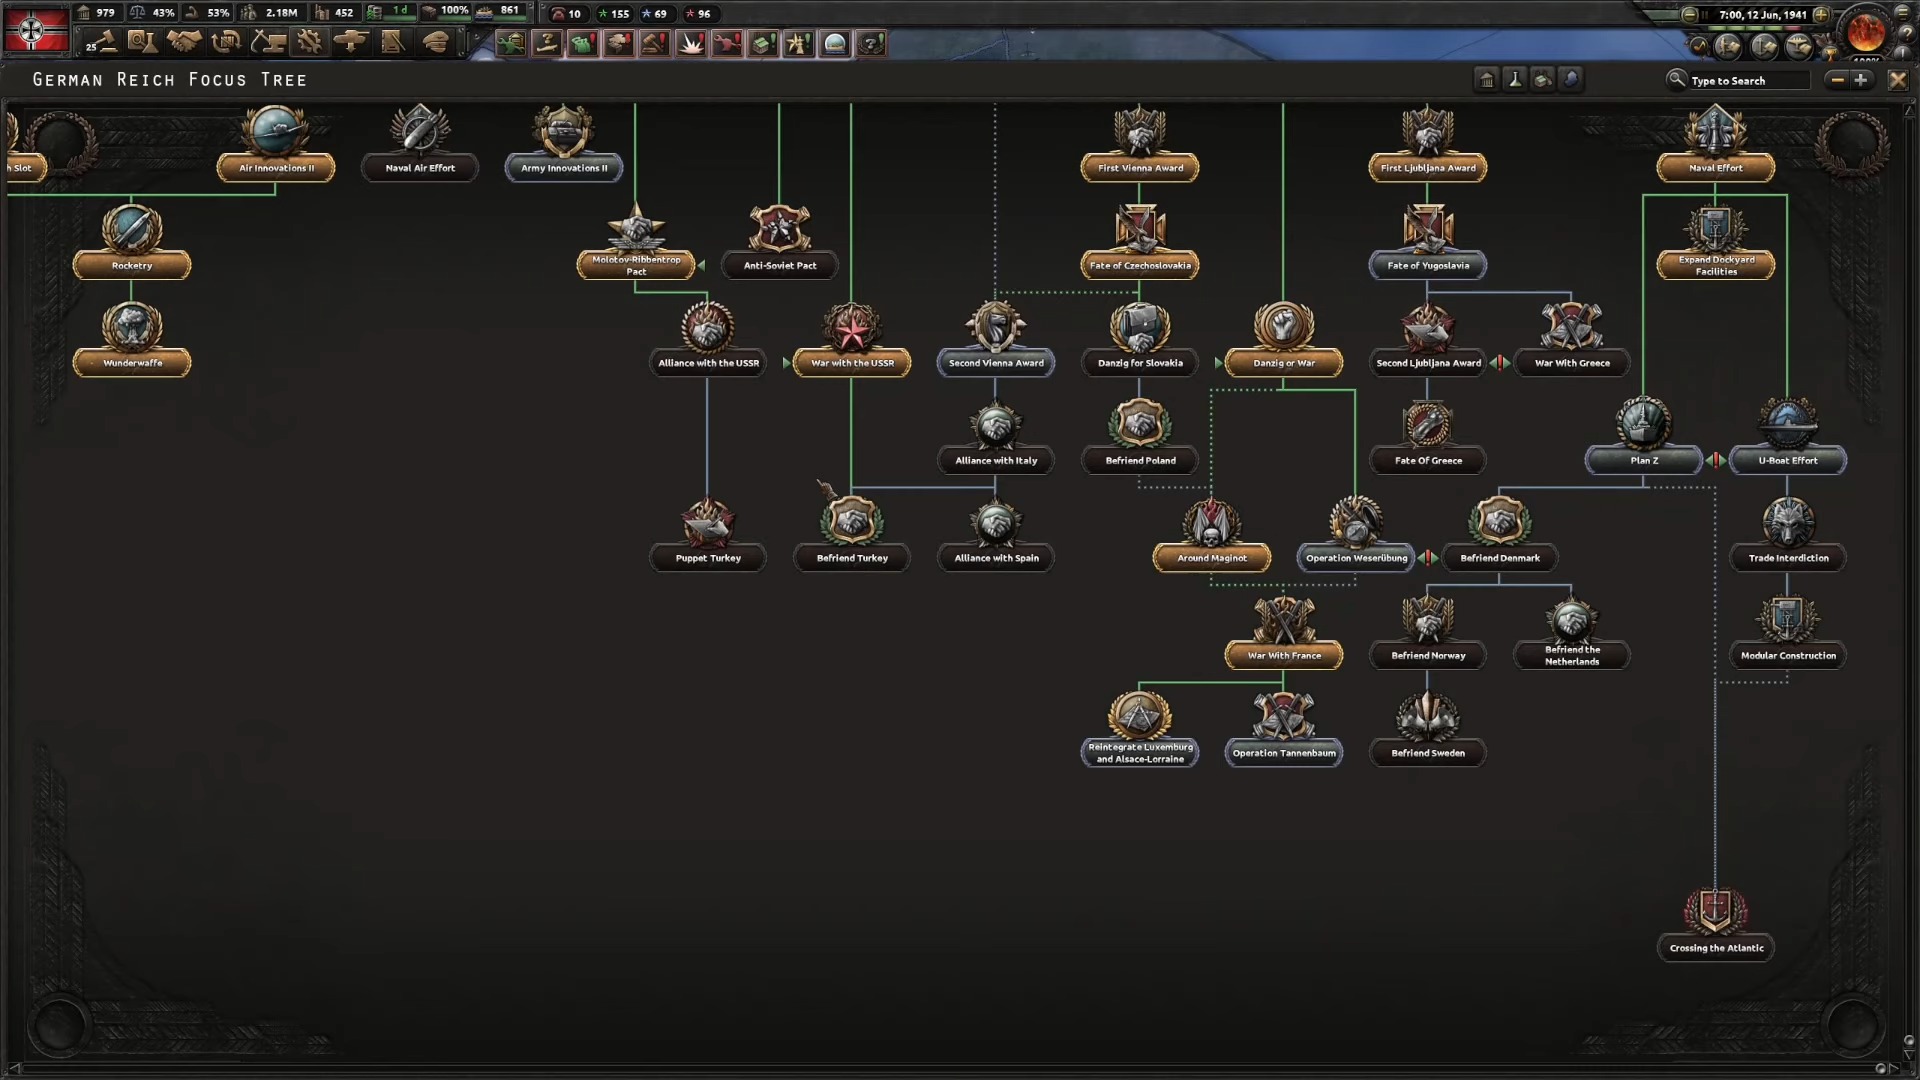 979 43% 53% 2.18M 452 1 d 100% 861 10 155 69 96
7:00, 12 Jun, 1941
25
100%
German Reich Focus Tree
Type to Search
h Slot
Air Innovations II
Naval Air Effort
Army Innovations II
First Vienna Award
First Ljubljana Award
Naval Effort
Rocketry
Molotov-Ribbentrop
Pact
Anti-Soviet Pact
Fate of Czechoslovakia
Fate of Yugoslavia
Expand Dockyard
Facilities
Wunderwaffe
Alliance with the USSR
War with the USSR
Second Vienna Award
Danzig for Slovakia
Danzig or War
Second Ljubljana Award
War With Greece
Alliance with Italy
Befriend Poland
Fate Of Greece
Plan Z
U-Boat Effort
Puppet Turkey
Befriend Turkey
Alliance with Spain
Around Maginot
Operation Weserübung
Befriend Denmark
Trade Interdiction
War With France
Befriend Norway
Befriend the
Netherlands
Modular Construction
Reintegrate Luxemburg
and Alsace-Lorraine
Operation Tannenbaum
Befriend Sweden
Crossing the Atlantic